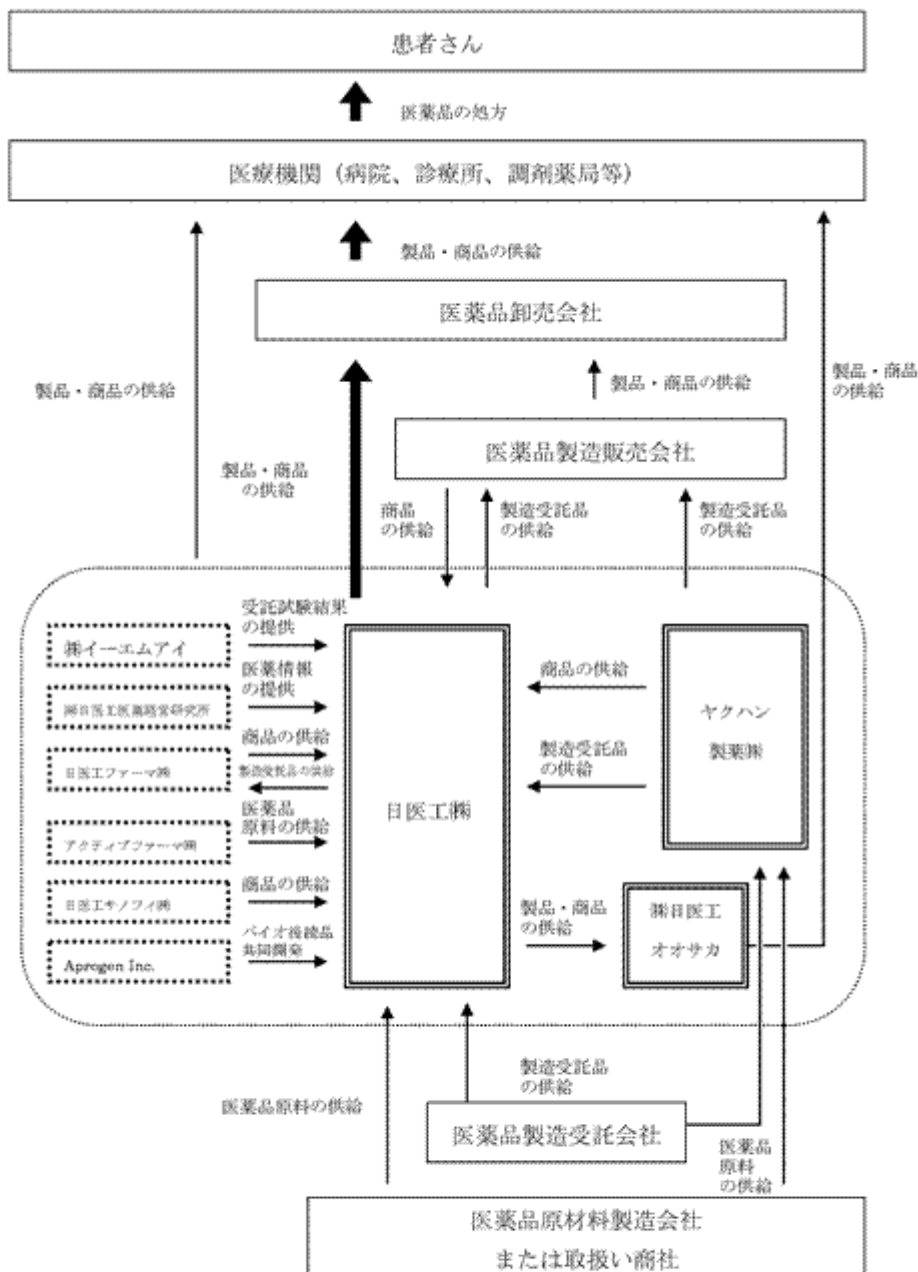 患者さん
医薬品の処方
医療機関（病院、診療所、調剤薬局等）
製品・商品の供給
医薬品卸売会社
製品・商品の供給
製品・商品の供給
製品・商品
の供給
医薬品製造販売会社
製品・商品
の供給
商品
の供給
製造受託品
の供給
製造受託品
の供給
㈱イーエムアイ
受託試験結果
の提供
㈱日医工医業経営研究所
医薬情報
の提供
日医工ファーマ㈱
商品の供給
製造受託品の供給
アクティブファーマ㈱
医薬品
原料の供給
日医工サノフィ㈱
商品の供給
Aprogen Inc.
バイオ後続品
共同開発
日医工㈱
商品の供給
製造受託品
の供給
ヤクハン
製薬㈱
製品・商品
の供給
㈱日医工
オオサカ
医薬品原料の供給
製造受託品
の供給
医薬品製造受託会社
医薬品
原料
の供給
医薬品原材料製造会社
または取扱い商社